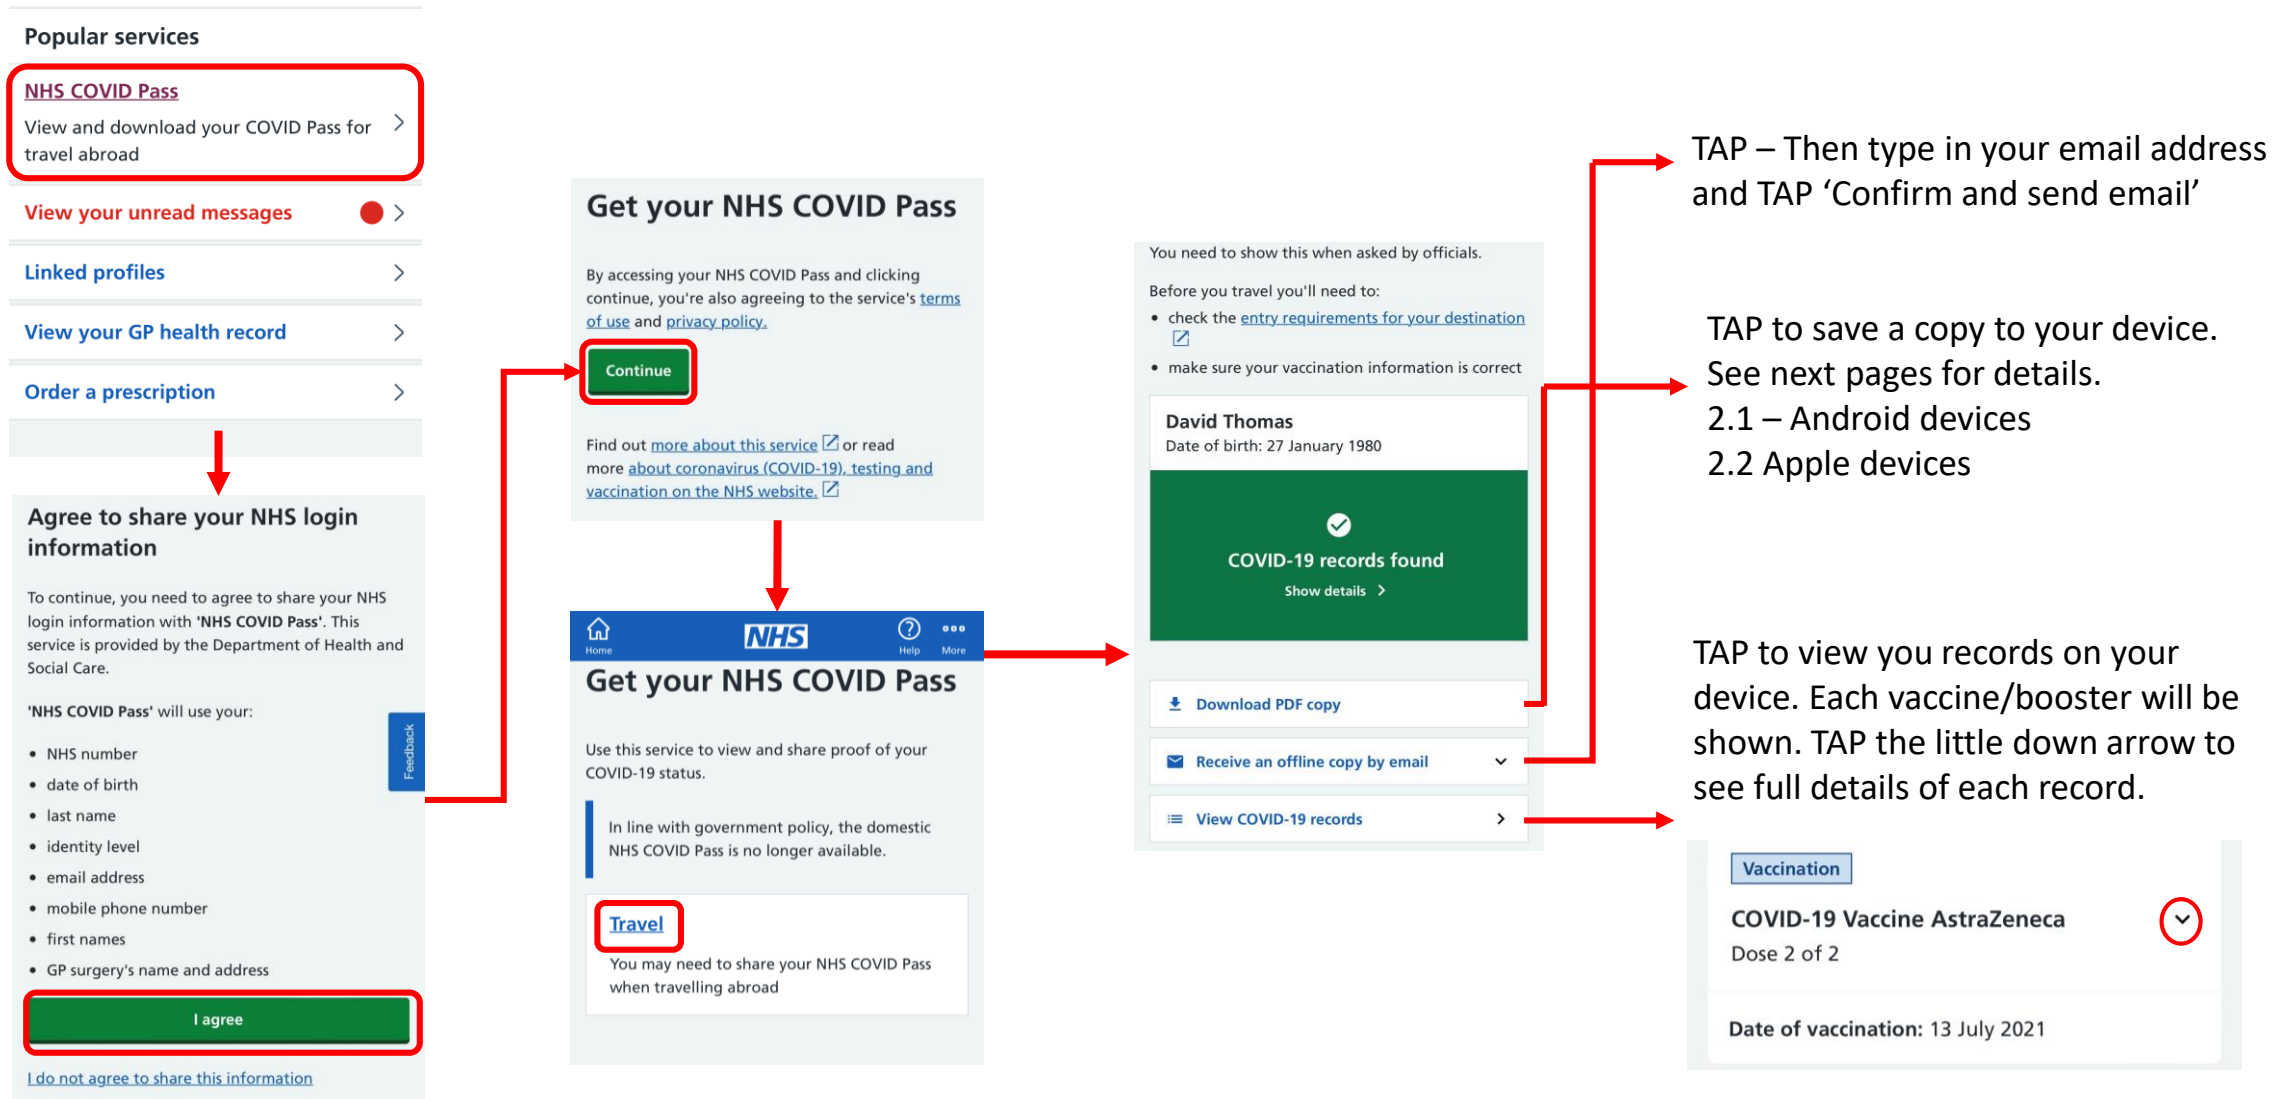 Popular services
NHS COVID Pass
View and download your COVID Pass for
travel abroad
View your unread messages
Linked profiles
View your GP health record
Order a prescription
Agree to share your NHS login
information
To continue, you need to agree to share your NHS
login information with 'NHS COVID Pass'. This
service is provided by the Department of Health and
Social Care.
'NHS COVID Pass' will use your:
• NHS number
• date of birth
• last name
• identity level
• email address
• mobile phone number
• first names
• GP surgery's name and address
Feedback
I agree
I do not agree to share this information
Get your NHS COVID Pass
By accessing your NHS COVID Pass and clicking
continue, you're also agreeing to the service's terms
of use and privacy policy.
Continue
Find out more about this service or read
more about coronavirus (COVID-19), testing and
vaccination on the NHS website.
Home
NHS
Help
More
Get your NHS COVID Pass
Use this service to view and share proof of your
COVID-19 status.
In line with government policy, the domestic
NHS COVID Pass is no longer available.
Travel
You may need to share your NHS COVID Pass
when travelling abroad
You need to show this when asked by officials.
Before you travel you'll need to:
• check the entry requirements for your destination
• make sure your vaccination information is correct
David Thomas
Date of birth: 27 January 1980
COVID-19 records found
Show details
Download PDF copy
Receive an offline copy by email
View COVID-19 records
TAP – Then type in your email address
and TAP ‘Confirm and send email’
TAP to save a copy to your device.
See next pages for details.
2.1 – Android devices
2.2 Apple devices
TAP to view you records on your
device. Each vaccine/booster will be
shown. TAP the little down arrow to
see full details of each record.
Vaccination
COVID-19 Vaccine AstraZeneca
Dose 2 of 2
Date of vaccination: 13 July 2021